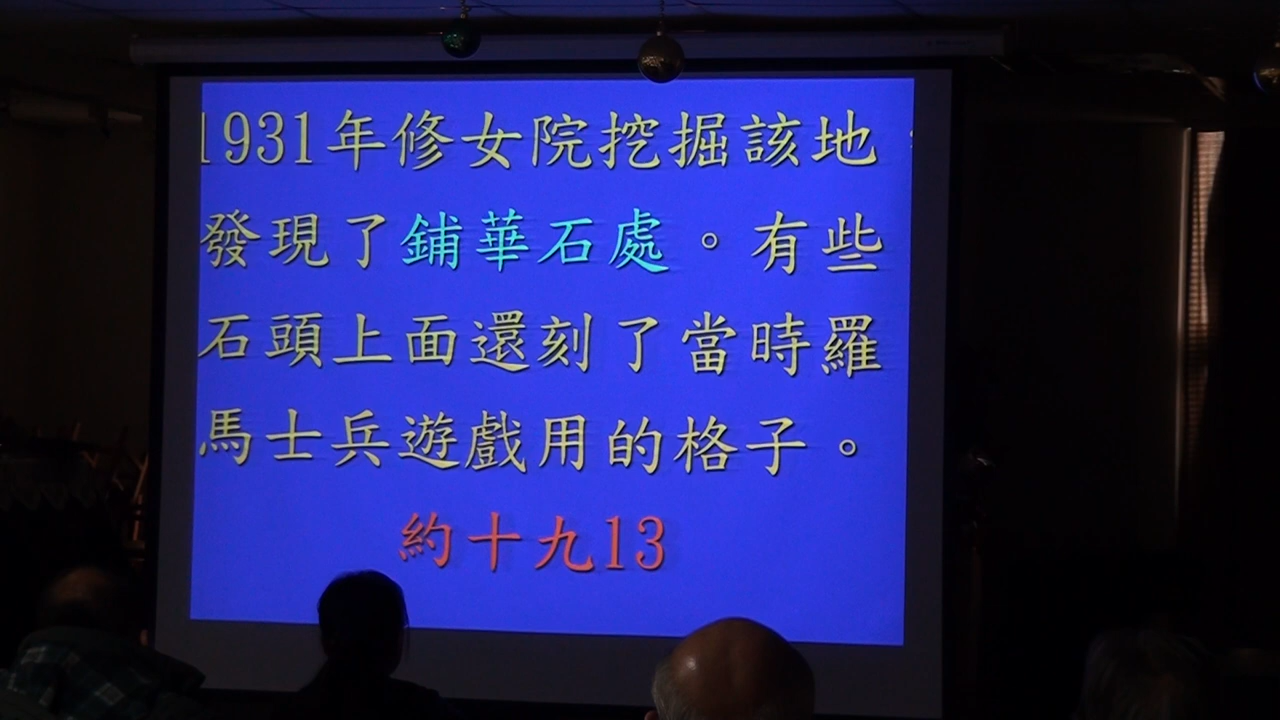 1931年修女院挖掘該地
發現了鋪華石處。有些
石頭上面還刻了當時羅
馬士兵遊戲用的格子。
約十九13